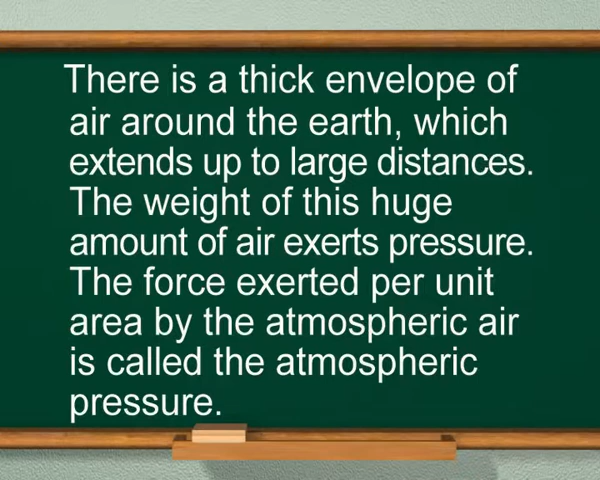 There is a thick envelope of
air around the earth, which
extends up to large distances.
The weight of this huge
amount of air exerts pressure.
The force exerted per unit
area by the atmospheric air
is called the atmospheric
pressure.